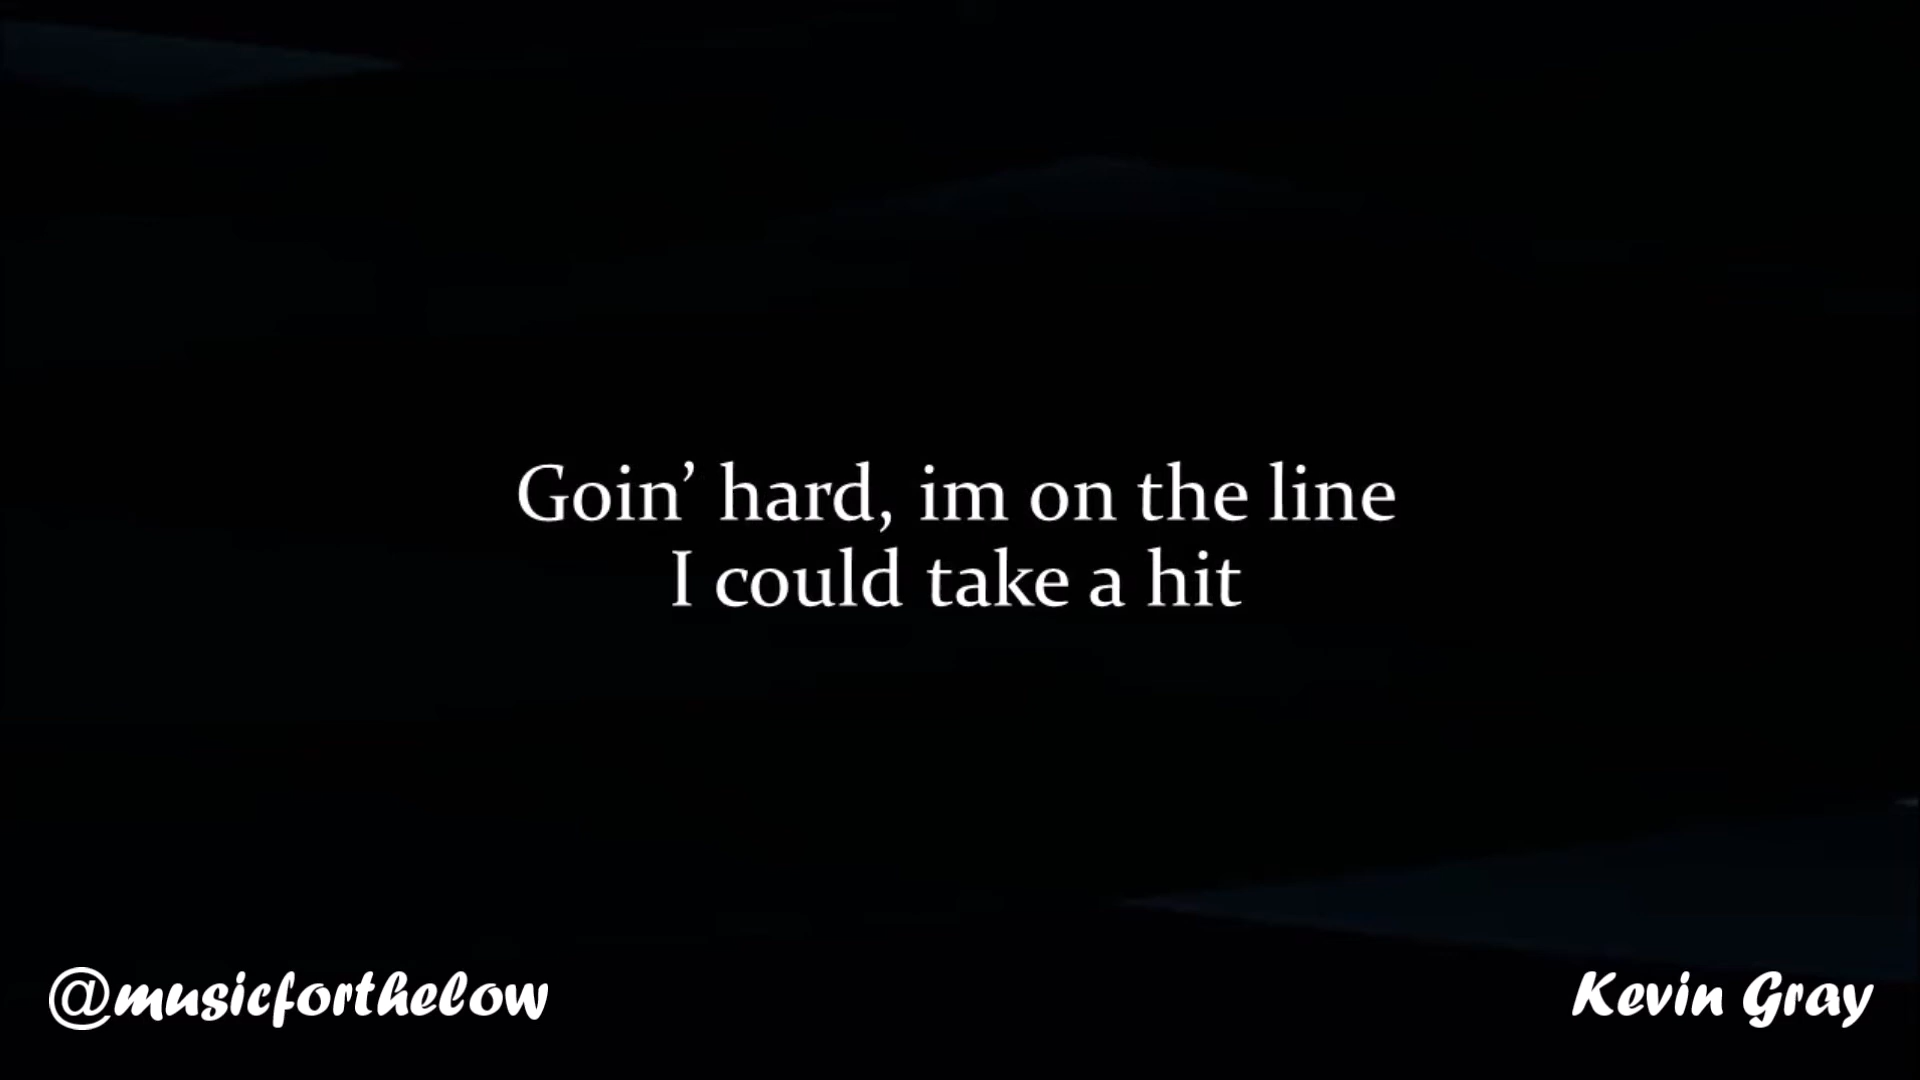 Goin’ hard, im on the line
I could take a hit
@musicforthelow
Kevin Gray